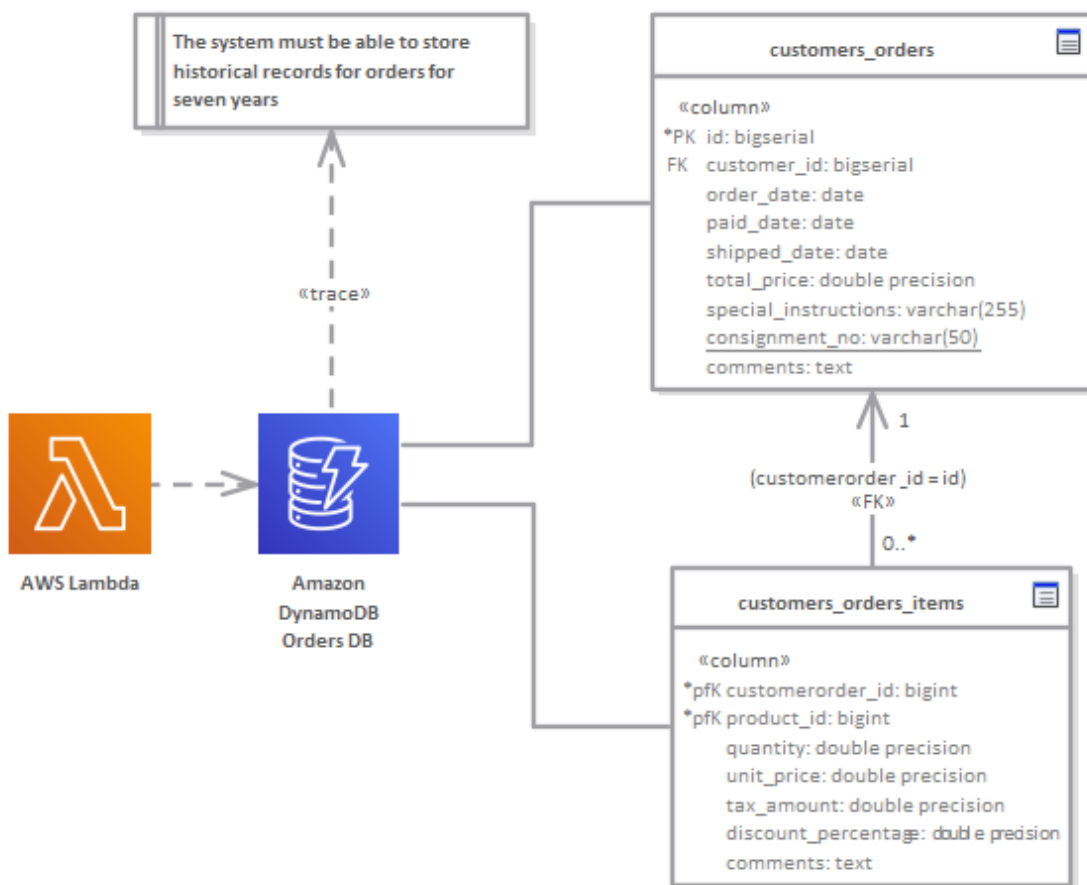 The system must be able to store
historical records for orders for
seven years
customers_orders
«column»
*PK id: bigserial
FK customer_id: bigserial
order_date: date
paid_date: date
shipped_date: date
total_price: double precision
special_instructions: varchar(255)
consignment_no: varchar(50)
comments: text
«trace»
1
(customerorder_id = id)
«FK»
0..*
AWS Lambda
Amazon
DynamoDB
Orders DB
customers_orders_items
«column»
*pfK customerorder_id: bigint
*pfK product_id: bigint
quantity: double precision
unit_price: double precision
tax_amount: double precision
discount_percentage: double precision
comments: text